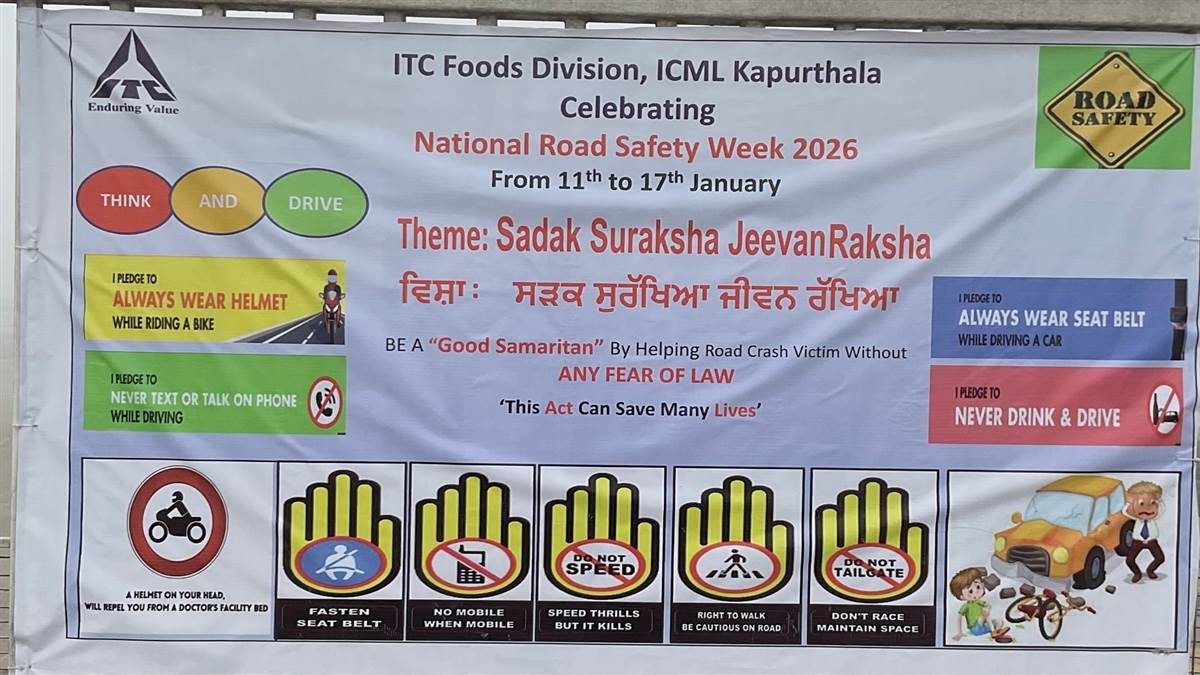 ITC
Enduring Value
ITC Foods Division, ICML Kapurthala
Celebrating
National Road Safety Week 2026
From 11th to 17th January
ROAD
SAFETY
THINK AND DRIVE
Theme: Sadak Suraksha JeevanRaksha
ਵਿਸ਼ਾ: ਸੜਕ ਸੁਰੱਖਿਆ ਜੀਵਨ ਰੱਖਿਆ
I PLEDGE TO
ALWAYS WEAR HELMET
WHILE RIDING A BIKE
I PLEDGE TO
NEVER TEXT OR TALK ON PHONE
WHILE DRIVING
BE A “Good Samaritan” By Helping Road Crash Victim Without
ANY FEAR OF LAW
‘This Act Can Save Many Lives’
I PLEDGE TO
ALWAYS WEAR SEAT BELT
WHILE DRIVING A CAR
I PLEDGE TO
NEVER DRINK & DRIVE
A HELMET ON YOUR HEAD,
WILL REPEL YOU FROM A DOCTOR'S FACILITY BED
FASTEN
SEAT BELT
NO MOBILE
WHEN MOBILE
DO NOT
SPEED
SPEED THRILLS
BUT IT KILLS
RIGHT TO WALK
BE CAUTIOUS ON ROAD
DO NOT
TAILGATE
DON'T RACE
MAINTAIN SPACE